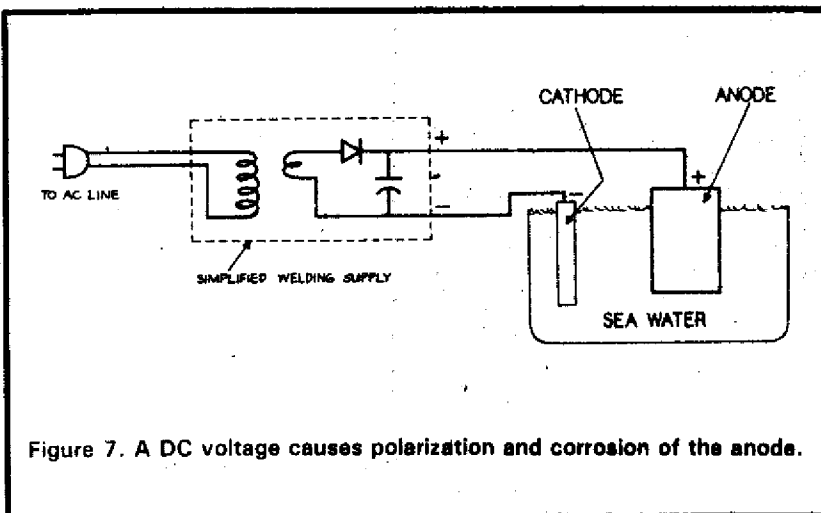 CATHODE
ANODE
+
+
-
-
TO AC LINE
SIMPLIFIED WELDING SUPPLY
SEA WATER
Figure 7. A DC voltage causes polarization and corrosion of the anode.